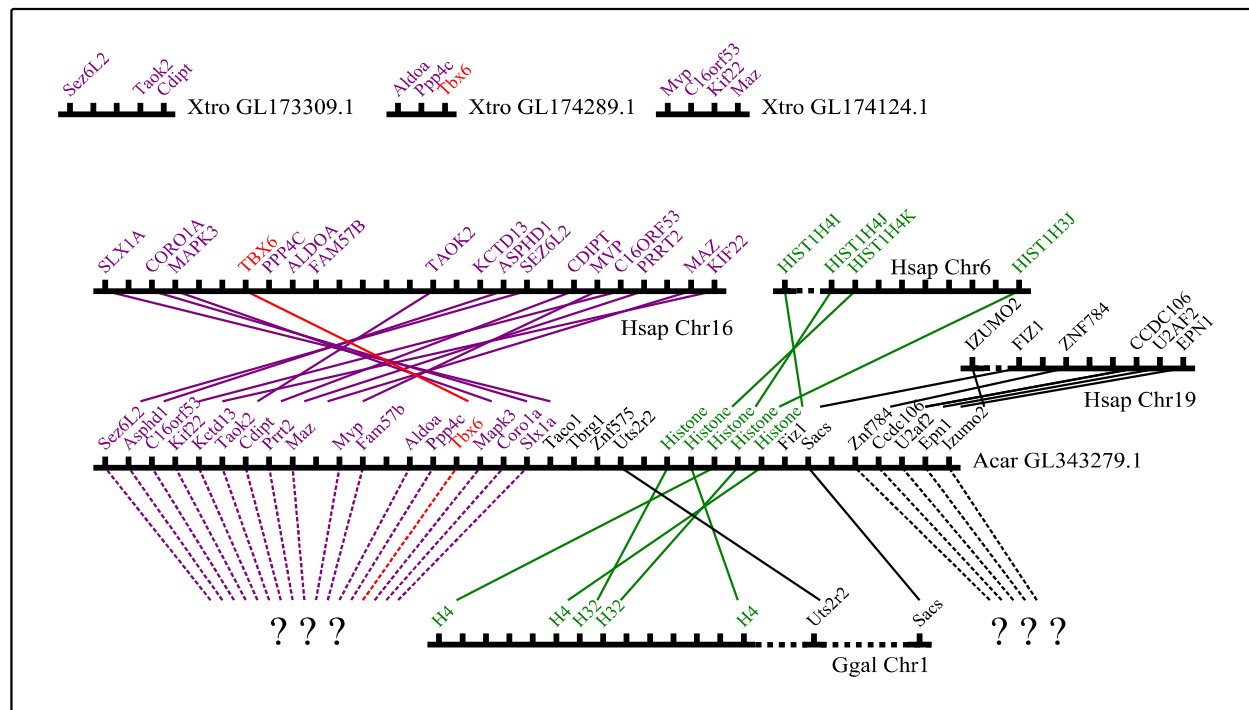 Sez6L2 Taok2 Cdipt
Xtro GL173309.1
Aldoa Ppp4c Tbx6
Xtro GL174289.1
Mvp C16orf53 Kif22 Maz
Xtro GL174124.1
SLX1A CORO1A MAPK3 TBX6 PPP4C ALDOA FAM57B TAOK2 KCTD13 ASPHD1 SEZ6L2 CDIPT MVP C16ORF53 PRRT2 MAZ KIF22
Hsap Chr16
HIST1H4I HIST1H4J HIST1H4K HIST1H3J
Hsap Chr6
IZUMO2 FIZ1 ZNF784 CCDC106 U2AF2 EPN1
Hsap Chr19
Sez6L2 Asphd1 C16orf53 Kif22 Kctd13 Taok2 Cdipt Prrt2 Maz Mvp Fam57b Aldoa Ppp4c Tbx6 Mapk3 Coro1a Slx1a Taco1 Tbrg1 Znf575 Uts2r2 Histone Histone Histone Histone Histone Fiz1 Sacs Znf784 Ccdc106 U2af2 Epn1 Izumo2
Acar GL343279.1
? ? ?
H4 H4 H32 H32 H4 Uts2r2 Sacs
Ggal Chr1
? ? ?